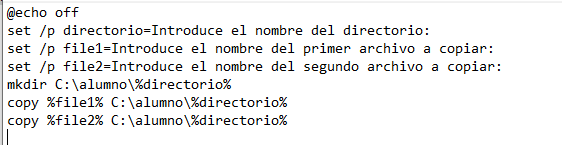 @echo off
set /p directorio=Introduce el nombre del directorio:
set /p file1=Introduce el nombre del primer archivo a copiar:
set /p file2=Introduce el nombre del segundo archivo a copiar:
mkdir C:\alumno\%directorio%
copy %file1% C:\alumno\%directorio%
copy %file2% C:\alumno\%directorio%